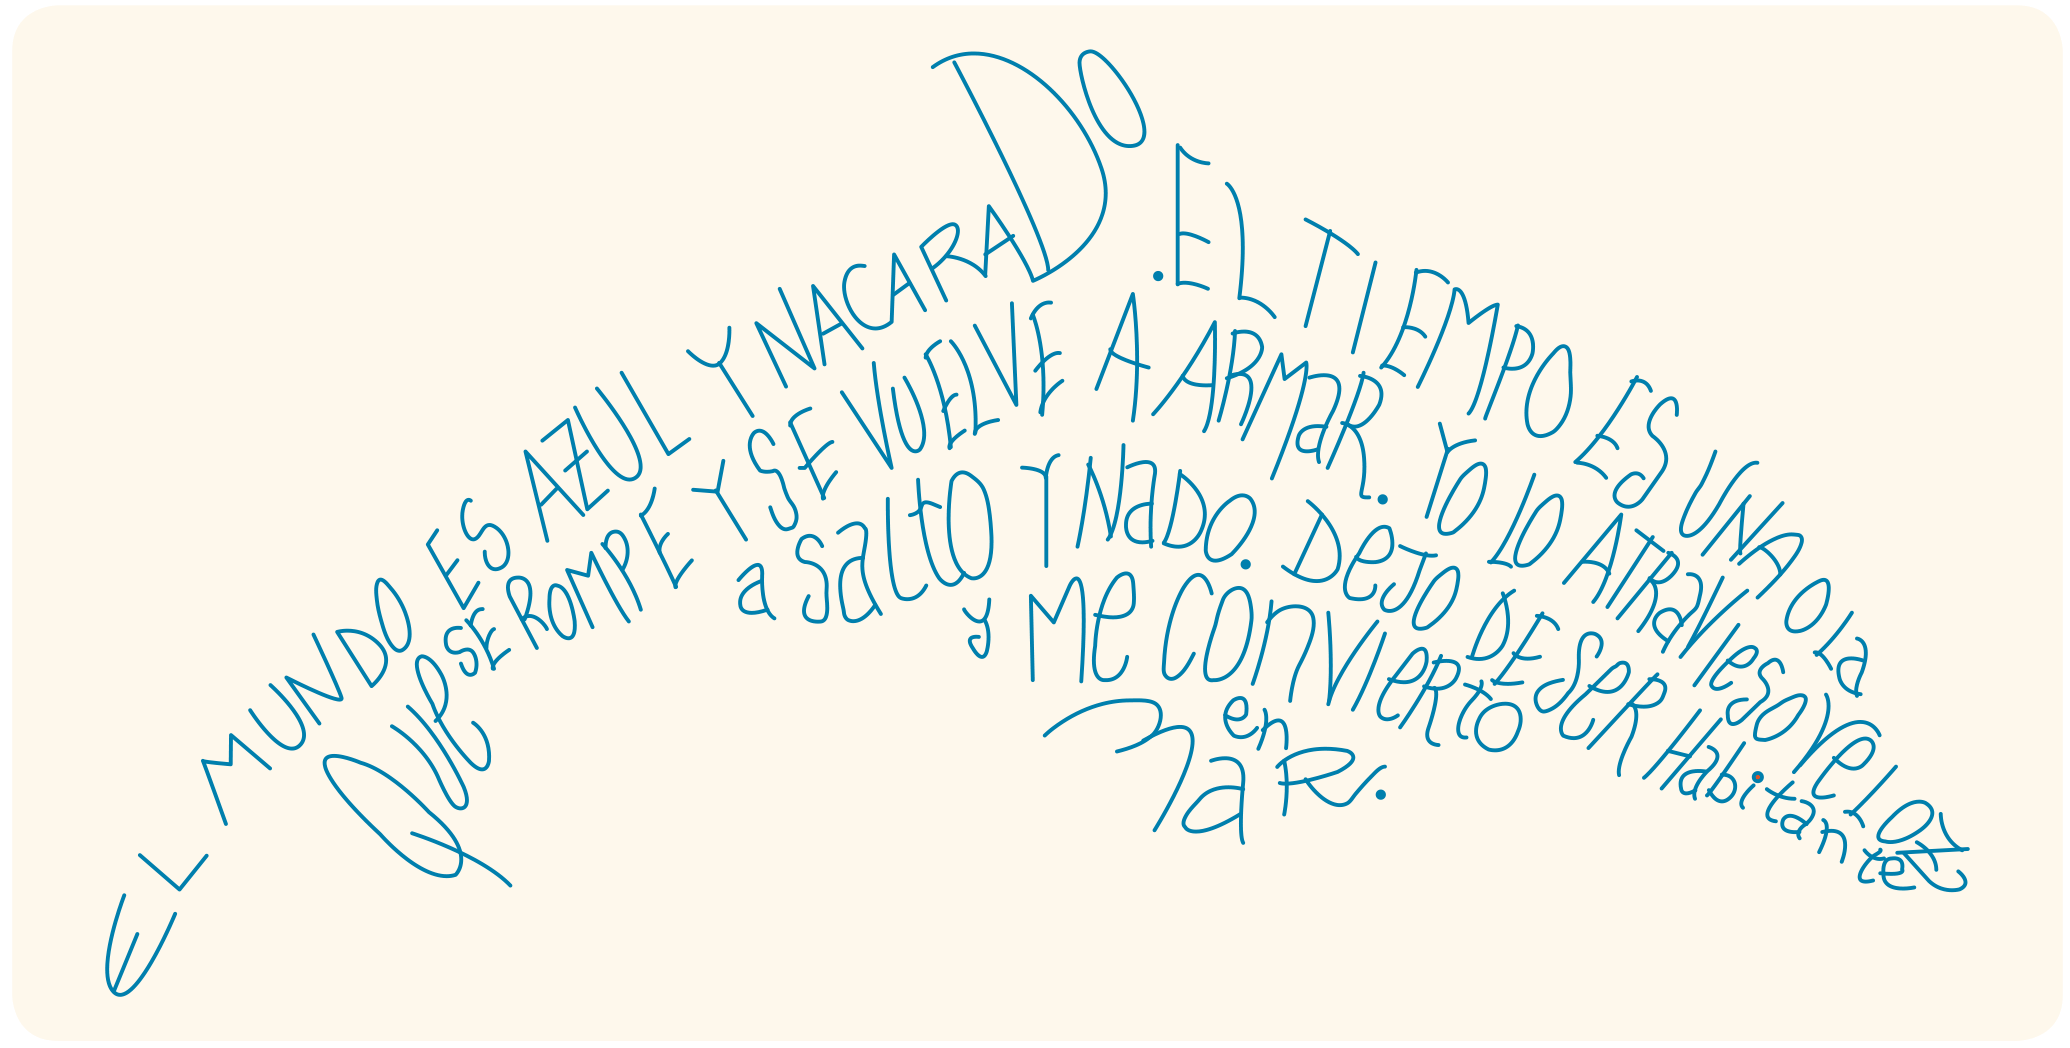 EL MUNDO ES AZUL Y NACARADO. EL TIEMPO ES UNA Ola
QUE SE ROMPE Y SE VUELVE A ARMaR. YO lO ATRaVIesO VelOZ
a SaltO Y NaDO. DeJO DE SER HabitanTe
y Me CONVIeRtO
en
MaR.